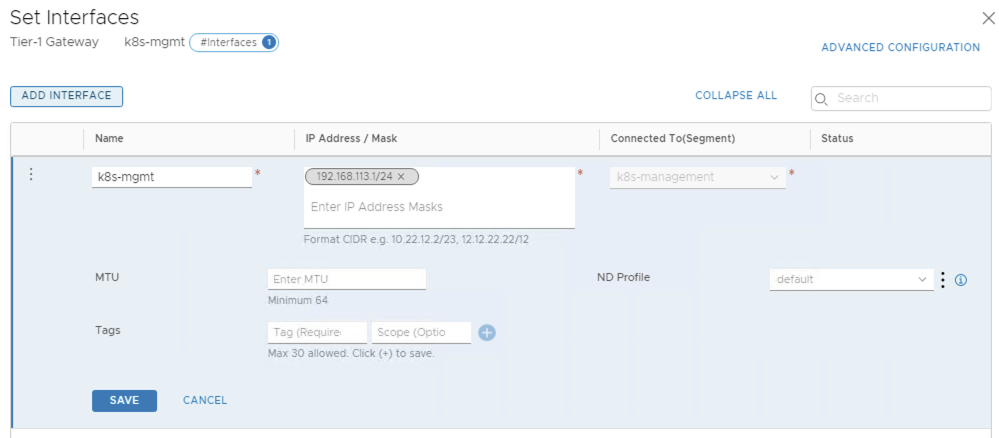 Set Interfaces
Tier-1 Gateway k8s-mgmt #Interfaces 1
ADVANCED CONFIGURATION
ADD INTERFACE COLLAPSE ALL Search
Name IP Address / Mask Connected To(Segment) Status
k8s-mgmt * 192.168.113.1/24 × * k8s-management *
Enter IP Address Masks
Format CIDR e.g. 10.22.12.2/23, 12.12.22.22/12
MTU Enter MTU ND Profile default
Minimum 64
Tags Tag (Require Scope (Optio
Max 30 allowed. Click (+) to save.
SAVE CANCEL